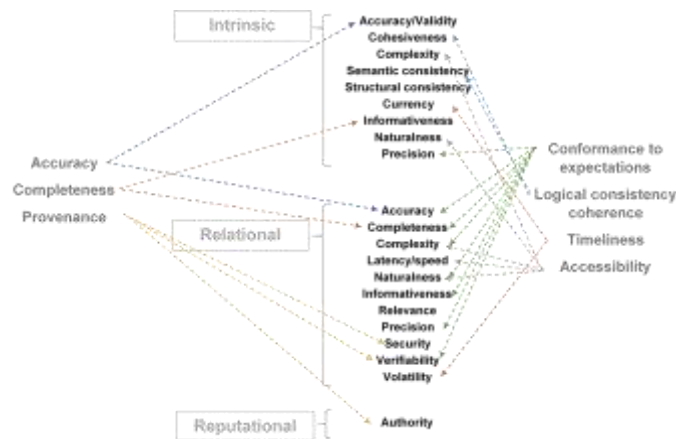 Intrinsic
Accuracy/Validity
Cohesiveness
Complexity
Semantic consistency
Structural consistency
Currency
Informativeness
Naturalness
Precision
Accuracy
Completeness
Provenance
Conformance to
expectations
Logical consistency
coherence
Timeliness
Accessibility
Relational
Accuracy
Completeness
Complexity
Latency/speed
Naturalness
Informativeness
Relevance
Precision
Security
Verifiability
Volatility
Reputational
Authority